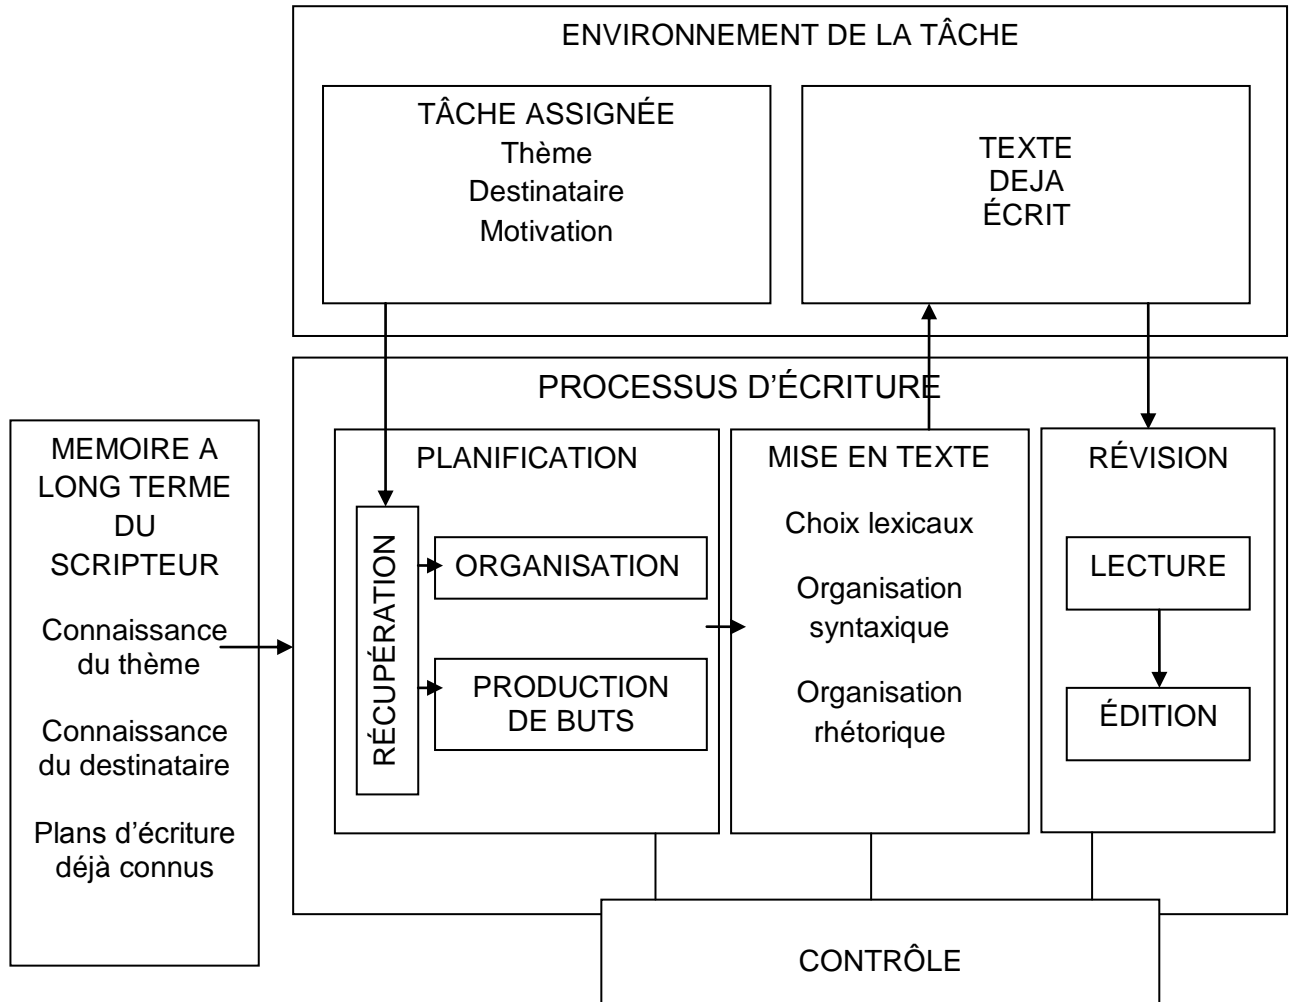 ENVIRONNEMENT DE LA TÂCHE
TÂCHE ASSIGNÉE
Thème
Destinataire
Motivation
TEXTE
DEJA
ÉCRIT
PROCESSUS D’ÉCRITURE
MEMOIRE A
LONG TERME
DU
SCRIPTEUR
Connaissance
du thème
Connaissance
du destinataire
Plans d’écriture
déjà connus
PLANIFICATION
RÉCUPÉRATION
ORGANISATION
PRODUCTION
DE BUTS
MISE EN TEXTE
Choix lexicaux
Organisation
syntaxique
Organisation
rhétorique
RÉVISION
LECTURE
ÉDITION
CONTRÔLE